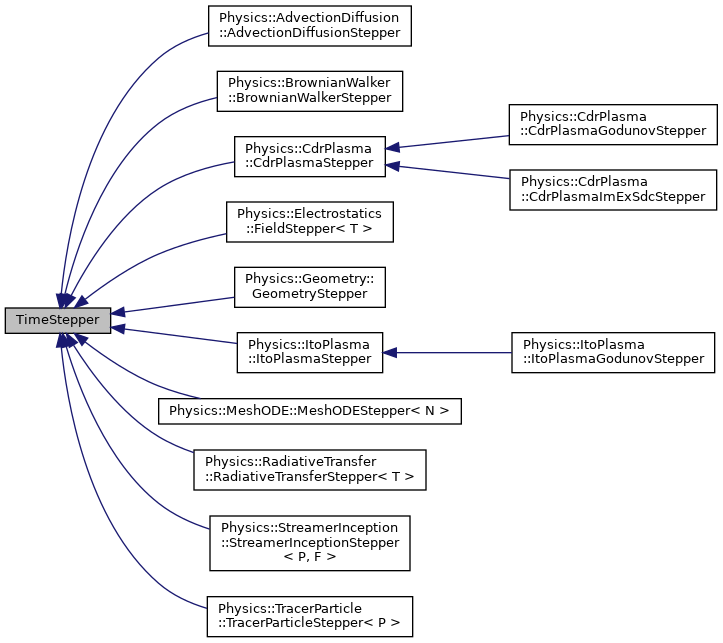 Physics::AdvectionDiffusion
::AdvectionDiffusionStepper
Physics::BrownianWalker
::BrownianWalkerStepper
Physics::CdrPlasma
::CdrPlasmaStepper
Physics::CdrPlasma
::CdrPlasmaGodunovStepper
Physics::CdrPlasma
::CdrPlasmaImExSdcStepper
Physics::Electrostatics
::FieldStepper< T >
Physics::Geometry::
GeometryStepper
TimeStepper
Physics::ItoPlasma
::ItoPlasmaStepper
Physics::ItoPlasma
::ItoPlasmaGodunovStepper
Physics::MeshODE::MeshODEStepper< N >
Physics::RadiativeTransfer
::RadiativeTransferStepper< T >
Physics::StreamerInception
::StreamerInceptionStepper
< P, F >
Physics::TracerParticle
::TracerParticleStepper< P >